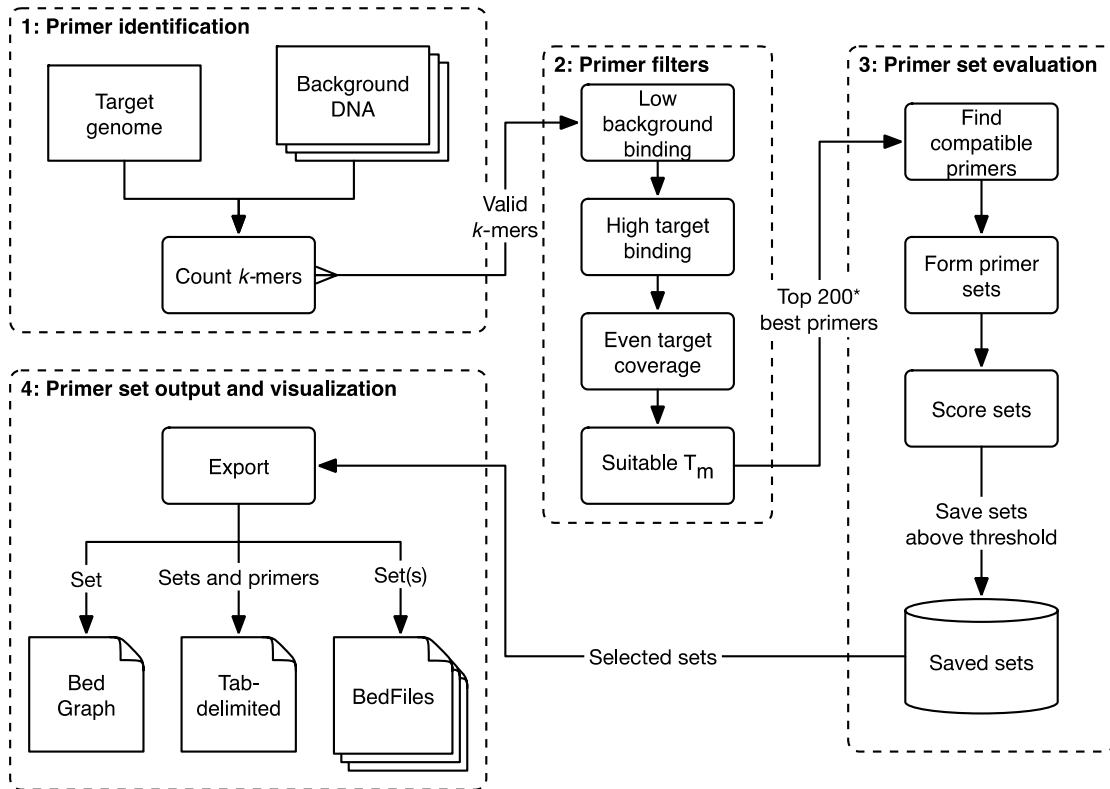 1: Primer identification
Target
genome
Background
DNA
Count k-mers
Valid
k-mers
2: Primer filters
Low
background
binding
High target
binding
Even target
coverage
Suitable Tm
Top 200*
best primers
3: Primer set evaluation
Find
compatible
primers
Form primer
sets
Score sets
Save sets
above threshold
Saved sets
Selected sets
4: Primer set output and visualization
Export
Set
Sets and primers
Set(s)
Bed
Graph
Tab-
delimited
BedFiles